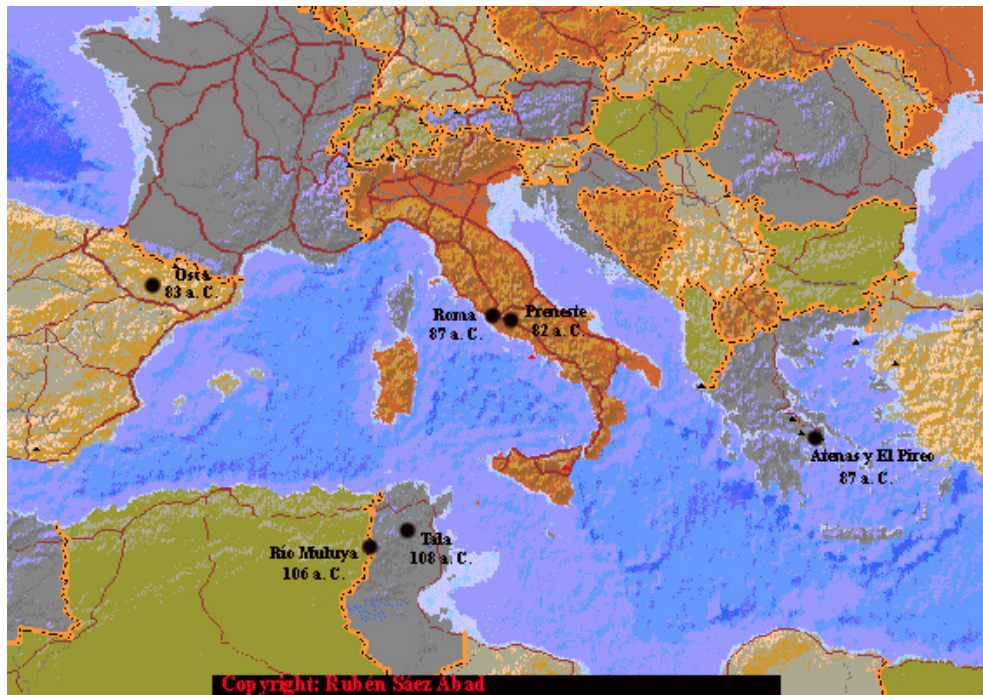 Osca
83 a. C.
Roma
87 a. C.
Preneste
82 a. C.
Atenas y El Pireo
87 a. C.
Tala
108 a. C.
Río Muluya
106 a. C.
Copyright: Rubén Sáez Abad